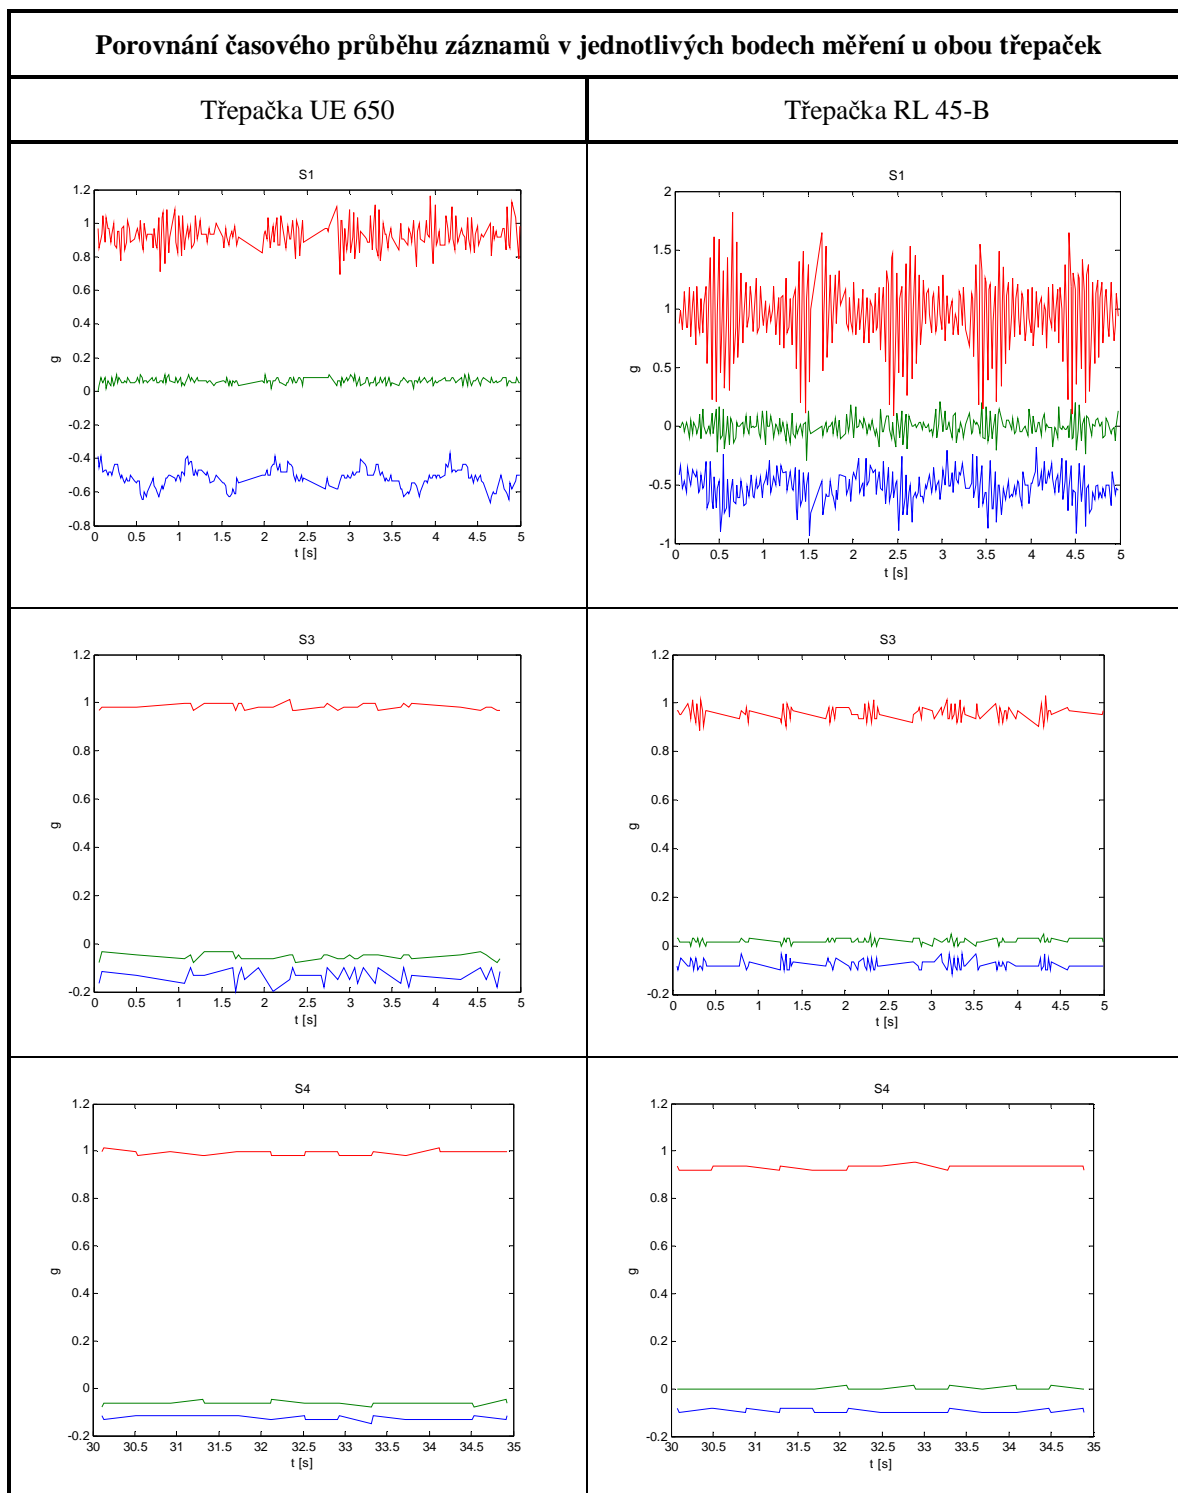 Porovnání časového průběhu záznamů v jednotlivých bodech měření u obou třepaček
Třepačka UE 650
Třepačka RL 45-B
S1
1.2
1
0.8
0.6
0.4
0.2
0
-0.2
-0.4
-0.6
-0.8
g
0 0.5 1 1.5 2 2.5 3 3.5 4 4.5 5
t [s]
S1
2
1.5
1
0.5
0
-0.5
-1
g
0 0.5 1 1.5 2 2.5 3 3.5 4 4.5 5
t [s]
S3
1.2
1
0.8
0.6
0.4
0.2
0
-0.2
g
0 0.5 1 1.5 2 2.5 3 3.5 4 4.5 5
t [s]
S3
1.2
1
0.8
0.6
0.4
0.2
0
-0.2
g
0 0.5 1 1.5 2 2.5 3 3.5 4 4.5 5
t [s]
S4
1.2
1
0.8
0.6
0.4
0.2
0
-0.2
g
30 30.5 31 31.5 32 32.5 33 33.5 34 34.5 35
t [s]
S4
1.2
1
0.8
0.6
0.4
0.2
0
-0.2
g
30 30.5 31 31.5 32 32.5 33 33.5 34 34.5 35
t [s]